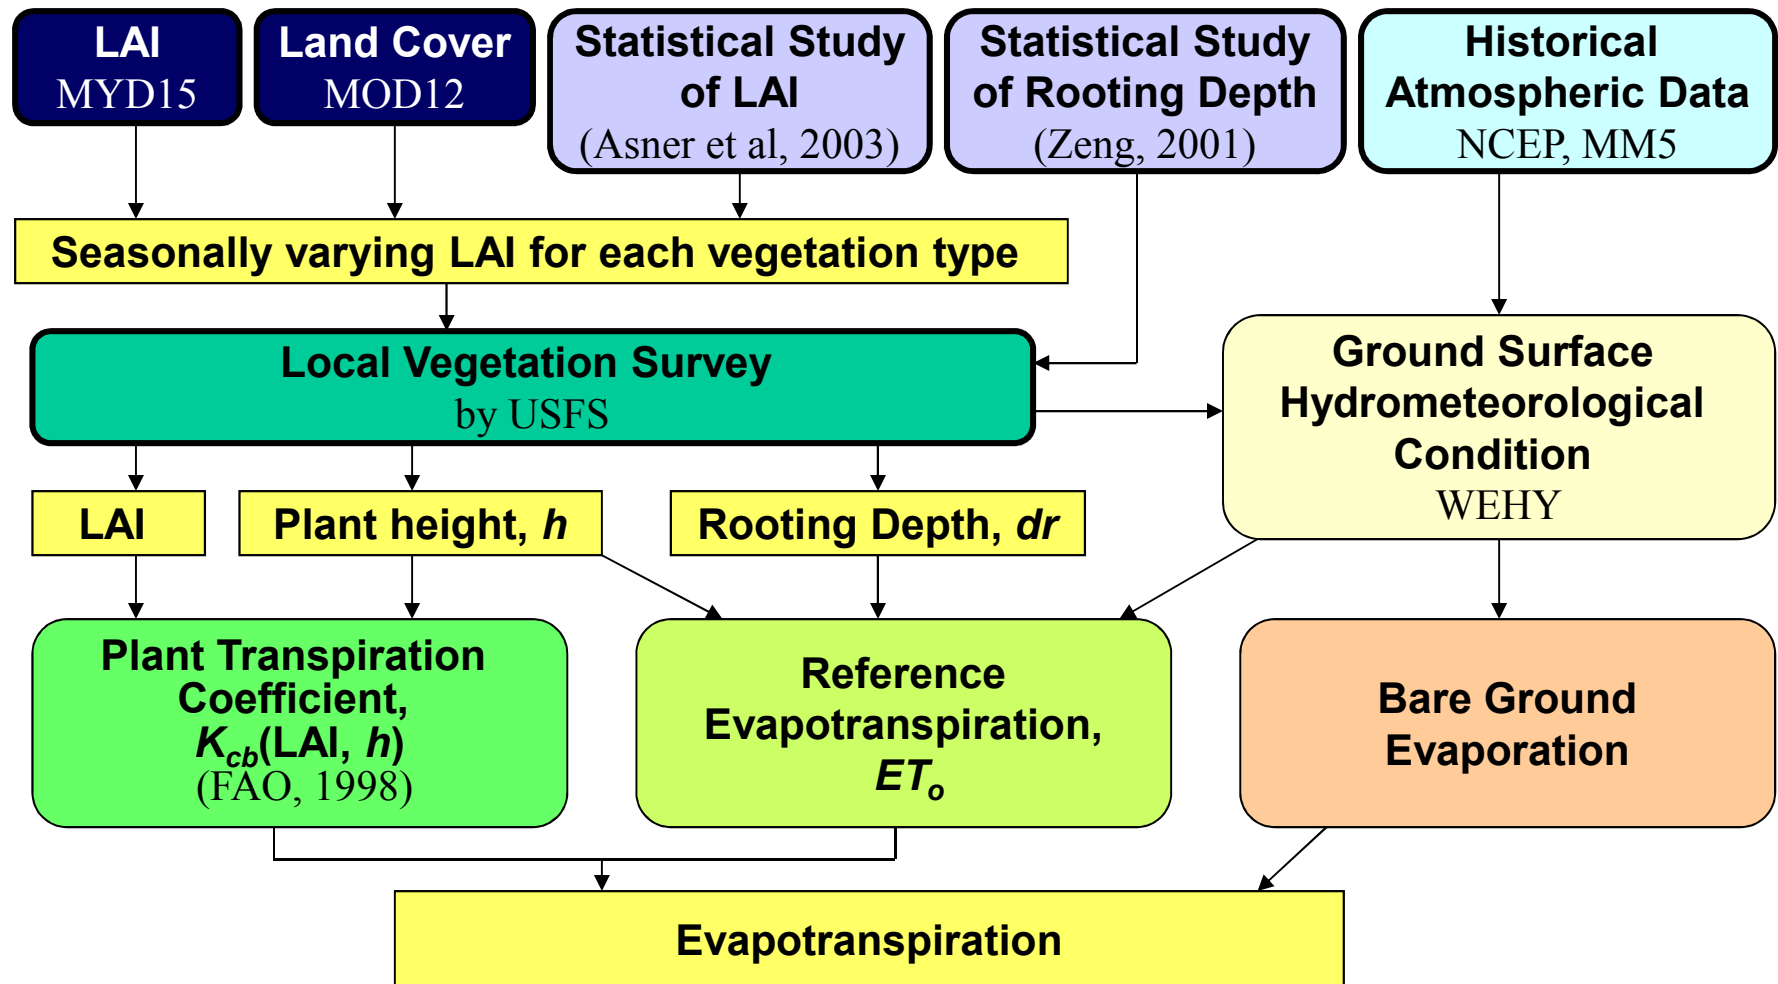 LAI
MYD15
Land Cover
MOD12
Statistical Study
of LAI
(Asner et al, 2003)
Statistical Study
of Rooting Depth
(Zeng, 2001)
Historical
Atmospheric Data
NCEP, MM5
Seasonally varying LAI for each vegetation type
Local Vegetation Survey
by USFS
Ground Surface
Hydrometeorological
Condition
WEHY
LAI
Plant height, h
Rooting Depth, dr
Plant Transpiration
Coefficient,
Kcb(LAI, h)
(FAO, 1998)
Reference
Evapotranspiration,
ETo
Bare Ground
Evaporation
Evapotranspiration